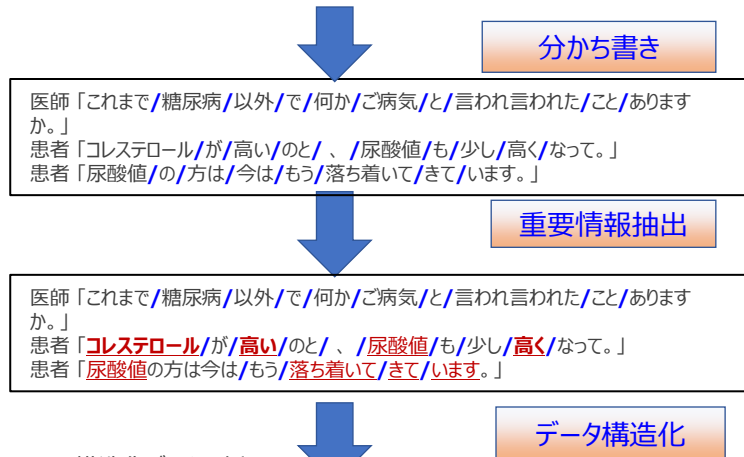 分かち書き
医師「これまで/糖尿病/以外/で/何か/ご病気/と/言われ言われた/こと/あります
か。」
患者「コレステロール/が/高い/のと/ 、 /尿酸値/も/少し/高く/なって。」
患者「尿酸値/の/方は/今は/もう/落ち着いて/きて/います。」
重要情報抽出
医師「これまで/糖尿病/以外/で/何か/ご病気/と/言われ言われた/こと/あります
か。」
患者「コレステロール/が/高い/のと/ 、 /尿酸値/も/少し/高く/なって。」
患者「尿酸値の方は今は/もう/落ち着いて/きて/います。」
データ構造化